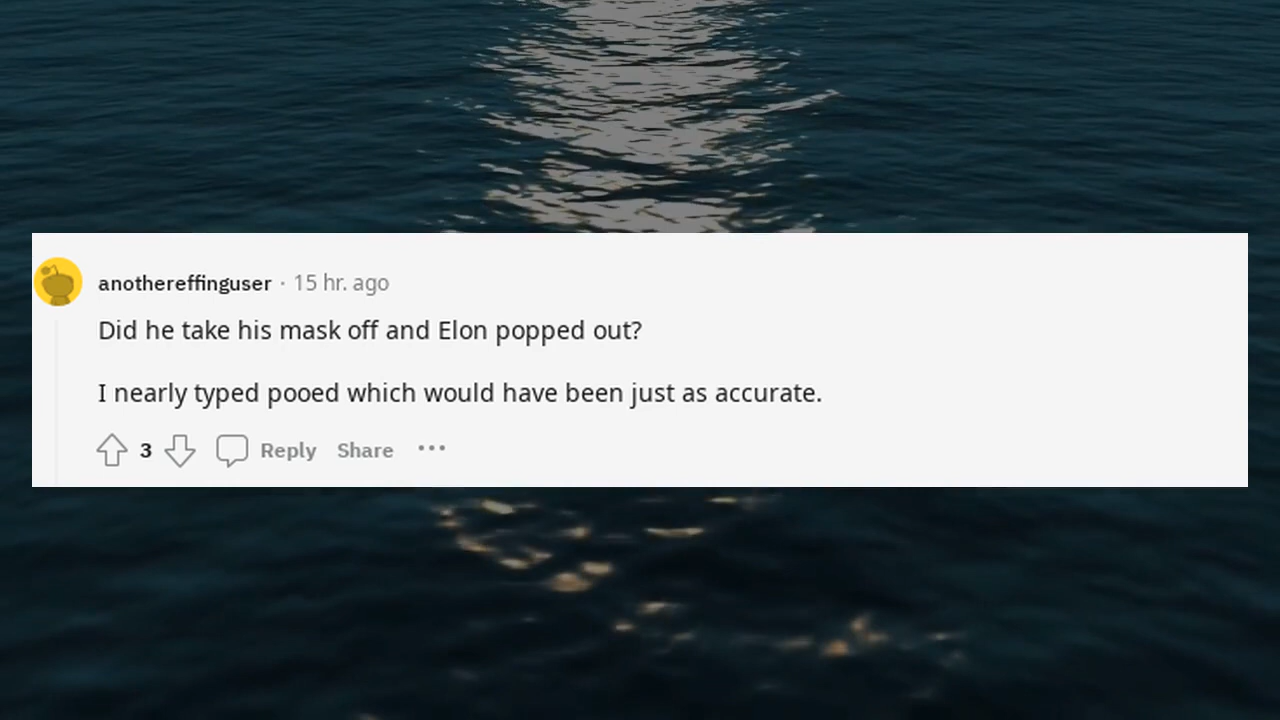 anothereffinguser · 15 hr. ago
Did he take his mask off and Elon popped out?
I nearly typed pooed which would have been just as accurate.
3 Reply Share ···